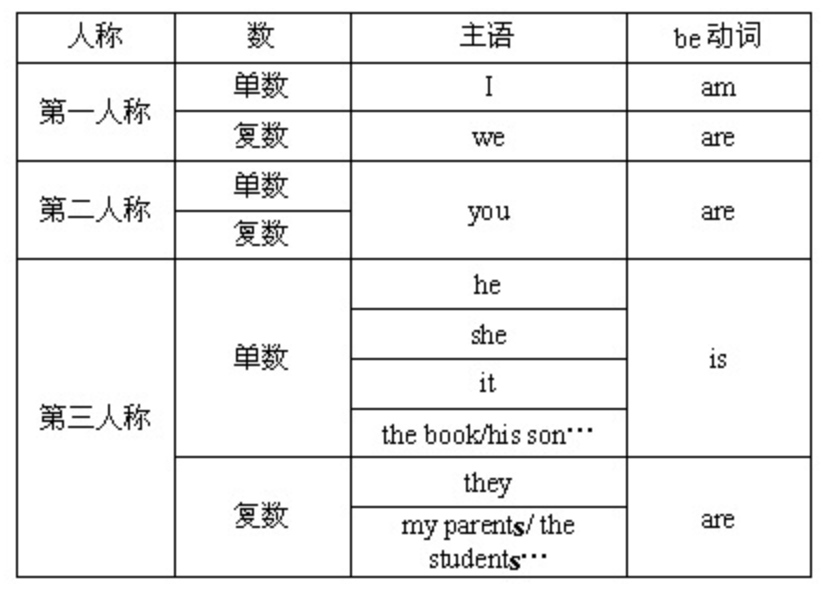 人称 数 主语 be动词
第一人称 单数 I am
复数 we are
第二人称 单数 you are
复数
第三人称 单数 he is
she
it
the book/his son…
复数 they are
my parents/ the
students…